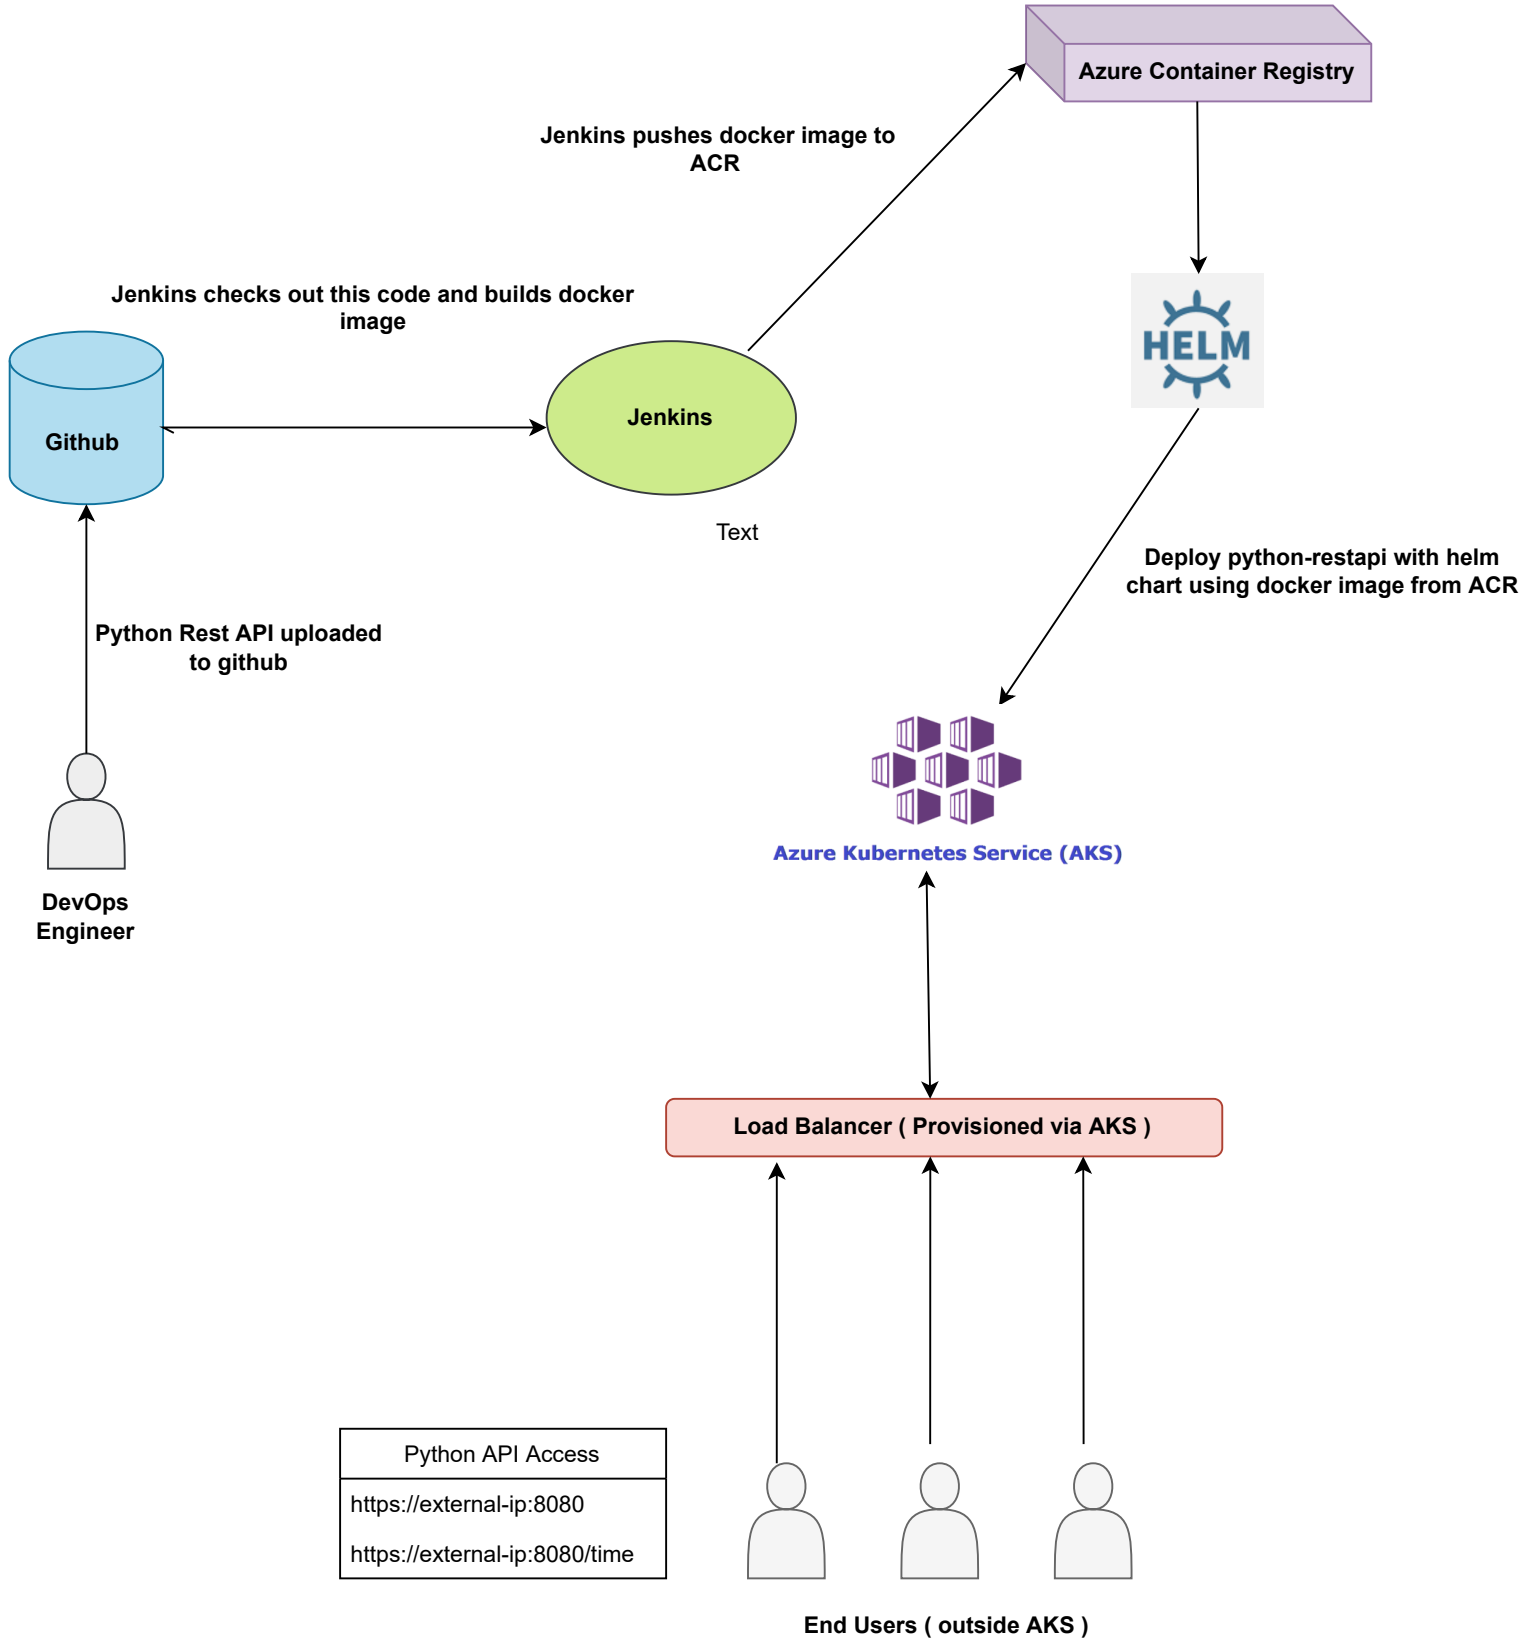 Azure Container Registry
Jenkins pushes docker image to
ACR
Jenkins checks out this code and builds docker
image
HELM
Github
Jenkins
Text
Deploy python-restapi with helm
chart using docker image from ACR
Python Rest API uploaded
to github
Azure Kubernetes Service (AKS)
DevOps
Engineer
Load Balancer ( Provisioned via AKS )
Python API Access
https://external-ip:8080
https://external-ip:8080/time
End Users ( outside AKS )